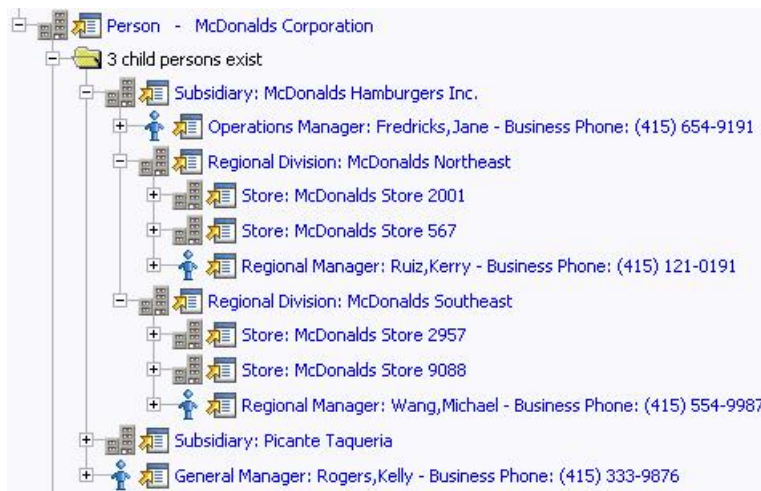 Person - McDonalds Corporation
3 child persons exist
Subsidiary: McDonalds Hamburgers Inc.
Operations Manager: Fredricks,Jane - Business Phone: (415) 654-9191
Regional Division: McDonalds Northeast
Store: McDonalds Store 2001
Store: McDonalds Store 567
Regional Manager: Ruiz,Kerry - Business Phone: (415) 121-0191
Regional Division: McDonalds Southeast
Store: McDonalds Store 2957
Store: McDonalds Store 9088
Regional Manager: Wang,Michael - Business Phone: (415) 554-9987
Subsidiary: Picante Taqueria
General Manager: Rogers,Kelly - Business Phone: (415) 333-9876